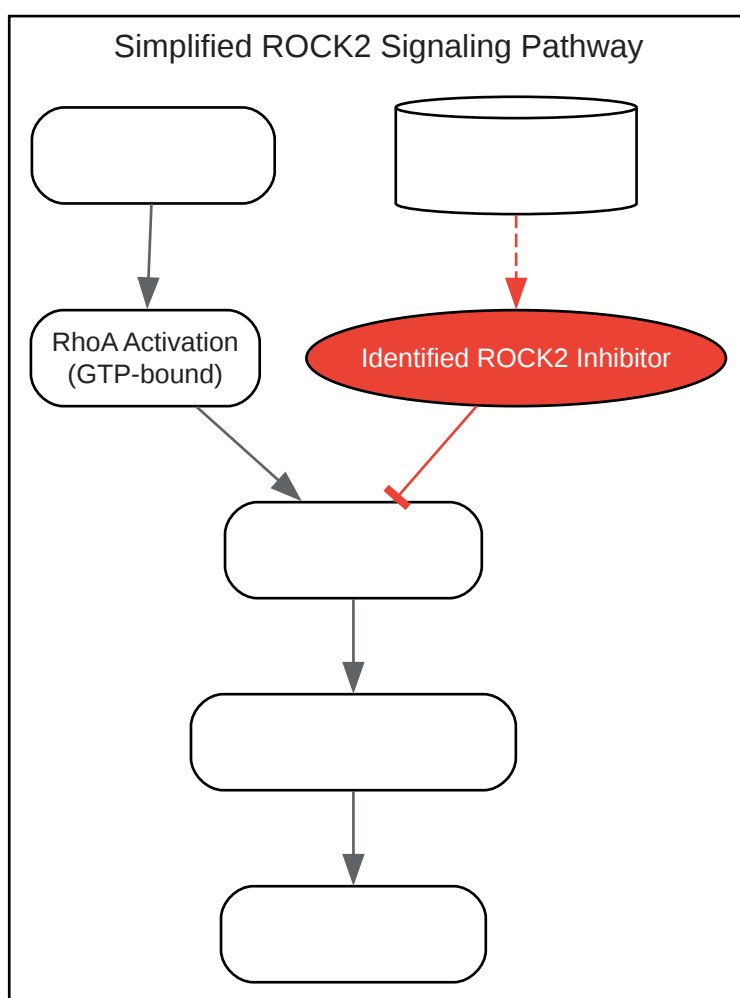 Simplified ROCK2 Signaling Pathway
RhoA Activation
(GTP-bound)
Identified ROCK2 Inhibitor